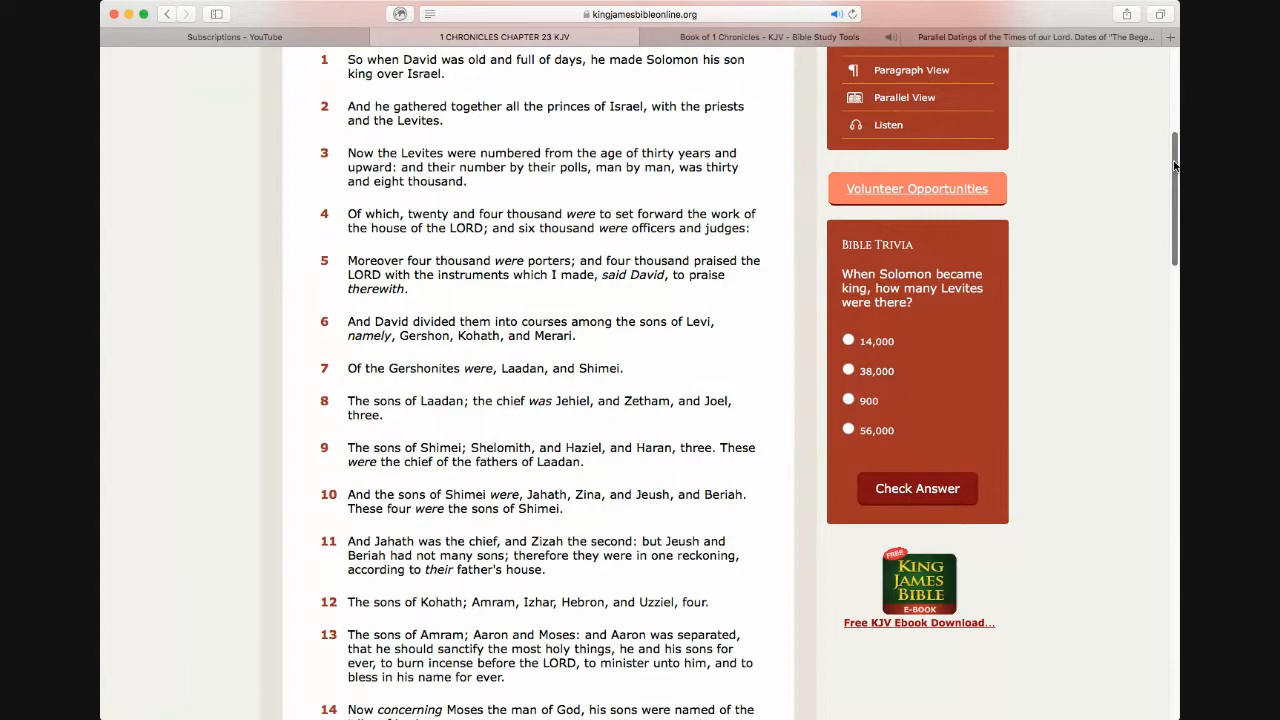 kingjamesbibleonline.org
Subscriptions - YouTube
1 CHRONICLES CHAPTER 23 KJV
Book of 1 Chronicles - KJV - Bible Study Tools
Parallel Datings of the Times of our Lord. Dates of "The Bege...
1 So when David was old and full of days, he made Solomon his son
king over Israel.
2 And he gathered together all the princes of Israel, with the priests
and the Levites.
3 Now the Levites were numbered from the age of thirty years and
upward: and their number by their polls, man by man, was thirty
and eight thousand.
4 Of which, twenty and four thousand were to set forward the work of
the house of the LORD; and six thousand were officers and judges:
5 Moreover four thousand were porters; and four thousand praised the
LORD with the instruments which I made, said David, to praise
therewith.
6 And David divided them into courses among the sons of Levi,
namely, Gershon, Kohath, and Merari.
7 Of the Gershonites were, Laadan, and Shimei.
8 The sons of Laadan; the chief was Jehiel, and Zetham, and Joel,
three.
9 The sons of Shimei; Shelomith, and Haziel, and Haran, three. These
were the chief of the fathers of Laadan.
10 And the sons of Shimei were, Jahath, Zina, and Jeush, and Beriah.
These four were the sons of Shimei.
11 And Jahath was the chief, and Zizah the second: but Jeush and
Beriah had not many sons; therefore they were in one reckoning,
according to their father's house.
12 The sons of Kohath; Amram, Izhar, Hebron, and Uzziel, four.
13 The sons of Amram; Aaron and Moses: and Aaron was separated,
that he should sanctify the most holy things, he and his sons for
ever, to burn incense before the LORD, to minister unto him, and to
bless in his name for ever.
14 Now concerning Moses the man of God, his sons were named of the
Paragraph View
Parallel View
Listen
Volunteer Opportunities
BIBLE TRIVIA
When Solomon became
king, how many Levites
were there?
14,000
38,000
900
56,000
Check Answer
FREE
KING
JAMES
BIBLE
E-BOOK
Free KJV Ebook Download...